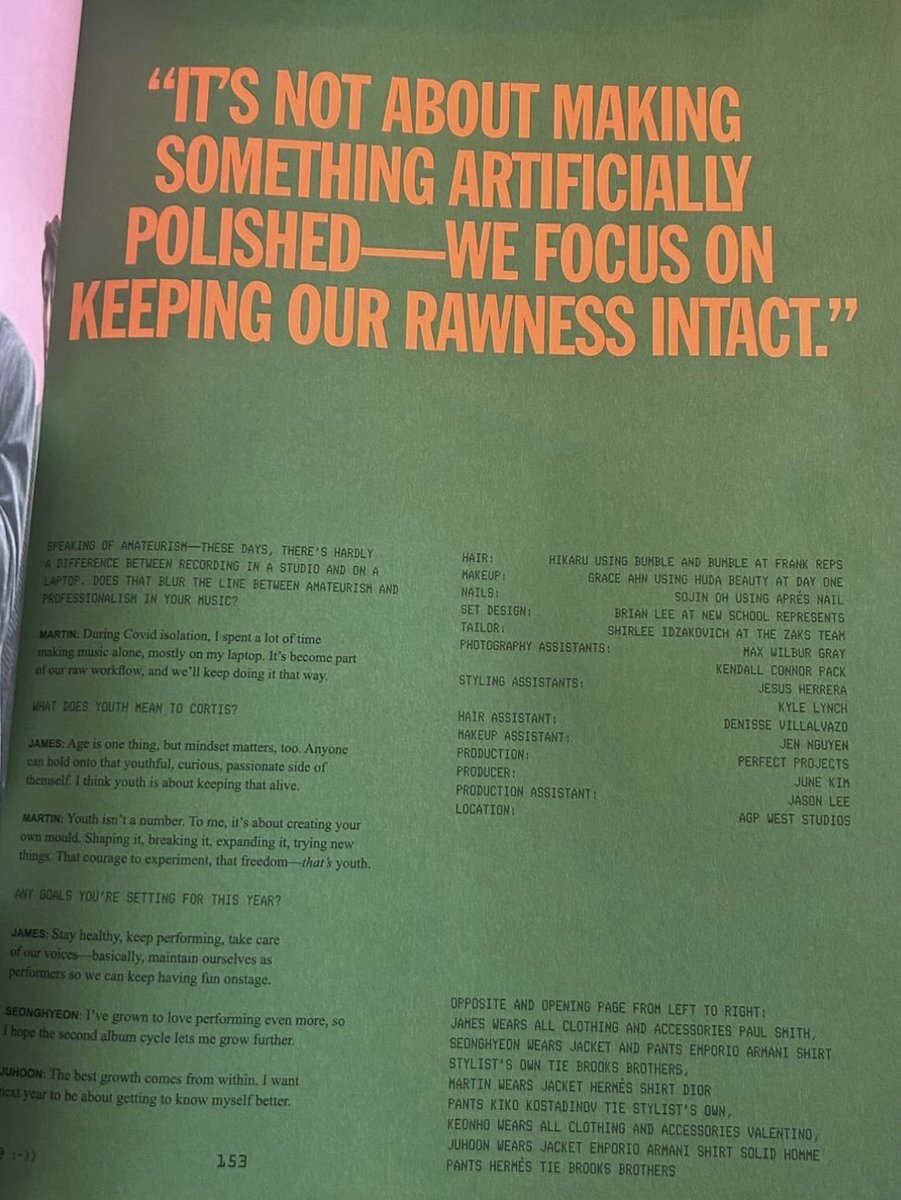 “IT’S NOT ABOUT MAKING
SOMETHING ARTIFICIALLY
POLISHED—WE FOCUS ON
KEEPING OUR RAWNESS INTACT.”
SPEAKING OF AMATEURISM—THESE DAYS, THERE'S HARDLY
A DIFFERENCE BETWEEN RECORDING IN A STUDIO AND ON A
LAPTOP. DOES THAT BLUR THE LINE BETWEEN AMATEURISM AND
PROFESSIONALISM IN YOUR MUSIC?
MARTIN: During Covid isolation, I spent a lot of time
making music alone, mostly on my laptop. It’s become part
of our raw workflow, and we’ll keep doing it that way.
WHAT DOES YOUTH MEAN TO CORTIS?
JAMES: Age is one thing, but mindset matters, too. Anyone
can hold onto that youthful, curious, passionate side of
themself. I think youth is about keeping that alive.
MARTIN: Youth isn’t a number. To me, it’s about creating your
own mould. Shaping it, breaking it, expanding it, trying new
things. That courage to experiment, that freedom—that’s youth.
ANY GOALS YOU'RE SETTING FOR THIS YEAR?
JAMES: Stay healthy, keep performing, take care
of our voices—basically, maintain ourselves as
performers so we can keep having fun onstage.
SEONGHYEON: I’ve grown to love performing even more, so
I hope the second album cycle lets me grow further.
JUHOON: The best growth comes from within. I want
next year to be about getting to know myself better.
:-))
153
HAIR: HIKARU USING BUMBLE AND BUMBLE AT FRANK REPS
MAKEUP: GRACE AHN USING HUDA BEAUTY AT DAY ONE
NAILS: SOJIN OH USING APRÉS NAIL
SET DESIGN: BRIAN LEE AT NEW SCHOOL REPRESENTS
TAILOR: SHIRLEE IDZAKOVICH AT THE ZAKS TEAM
PHOTOGRAPHY ASSISTANTS: MAX WILBUR GRAY
KENDALL CONNOR PACK
STYLING ASSISTANTS: JESUS HERRERA
KYLE LYNCH
HAIR ASSISTANT: DENISSE VILLALVAZO
MAKEUP ASSISTANT: JEN NGUYEN
PRODUCTION: PERFECT PROJECTS
PRODUCER: JUNE KIM
PRODUCTION ASSISTANT: JASON LEE
LOCATION: AGP WEST STUDIOS
OPPOSITE AND OPENING PAGE FROM LEFT TO RIGHT:
JAMES WEARS ALL CLOTHING AND ACCESSORIES PAUL SMITH,
SEONGHYEON WEARS JACKET AND PANTS EMPORIO ARMANI SHIRT
STYLIST'S OWN TIE BROOKS BROTHERS,
MARTIN WEARS JACKET HERMÈS SHIRT DIOR
PANTS KIKO KOSTADINOV TIE STYLIST'S OWN,
KEONHO WEARS ALL CLOTHING AND ACCESSORIES VALENTINO,
JUHOON WEARS JACKET EMPORIO ARMANI SHIRT SOLID HOMME
PANTS HERMÈS TIE BROOKS BROTHERS